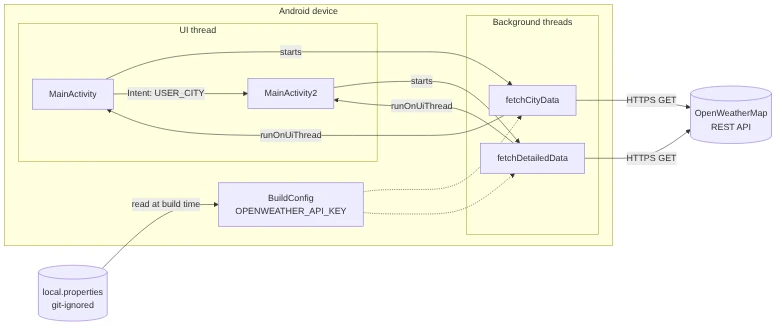 Android device
UI thread
Background threads
starts
MainActivity
Intent: USER_CITY
MainActivity2
starts
fetchCityData
HTTPS GET
runOnUiThread
OpenWeatherMap
REST API
runOnUiThread
fetchDetailedData
HTTPS GET
BuildConfig
OPENWEATHER_API_KEY
read at build time
local.properties
git-ignored